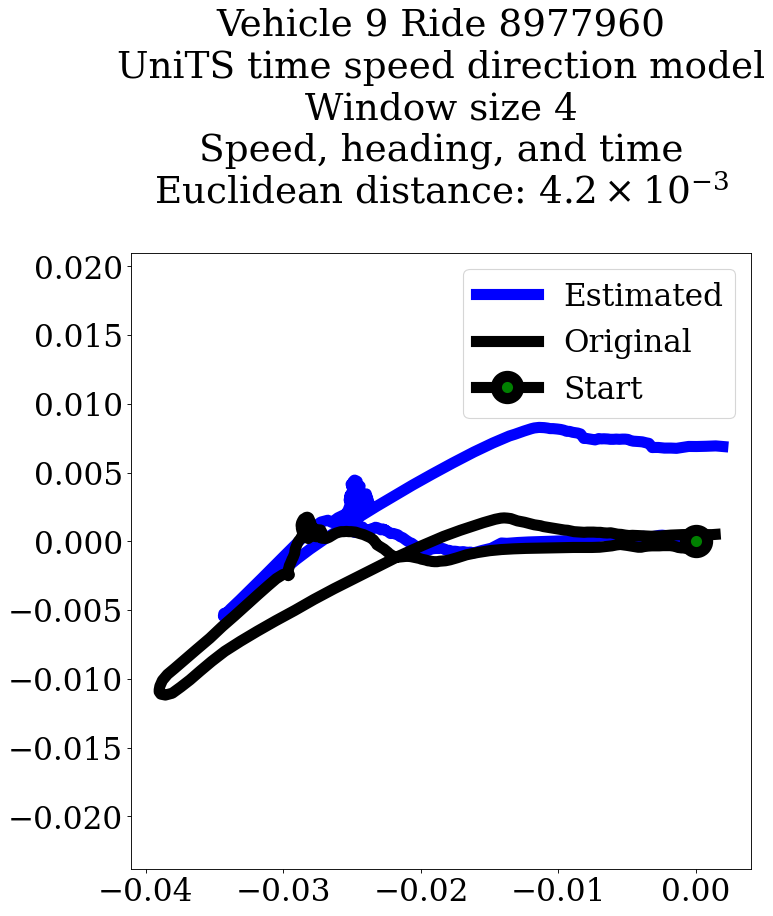 Vehicle 9 Ride 8977960
UniTS time speed direction model
Window size 4
Speed, heading, and time
Euclidean distance: 4.2 × 10⁻³
Estimated
Original
Start
0.020
0.015
0.010
0.005
0.000
−0.005
−0.010
−0.015
−0.020
−0.04 −0.03 −0.02 −0.01 0.00